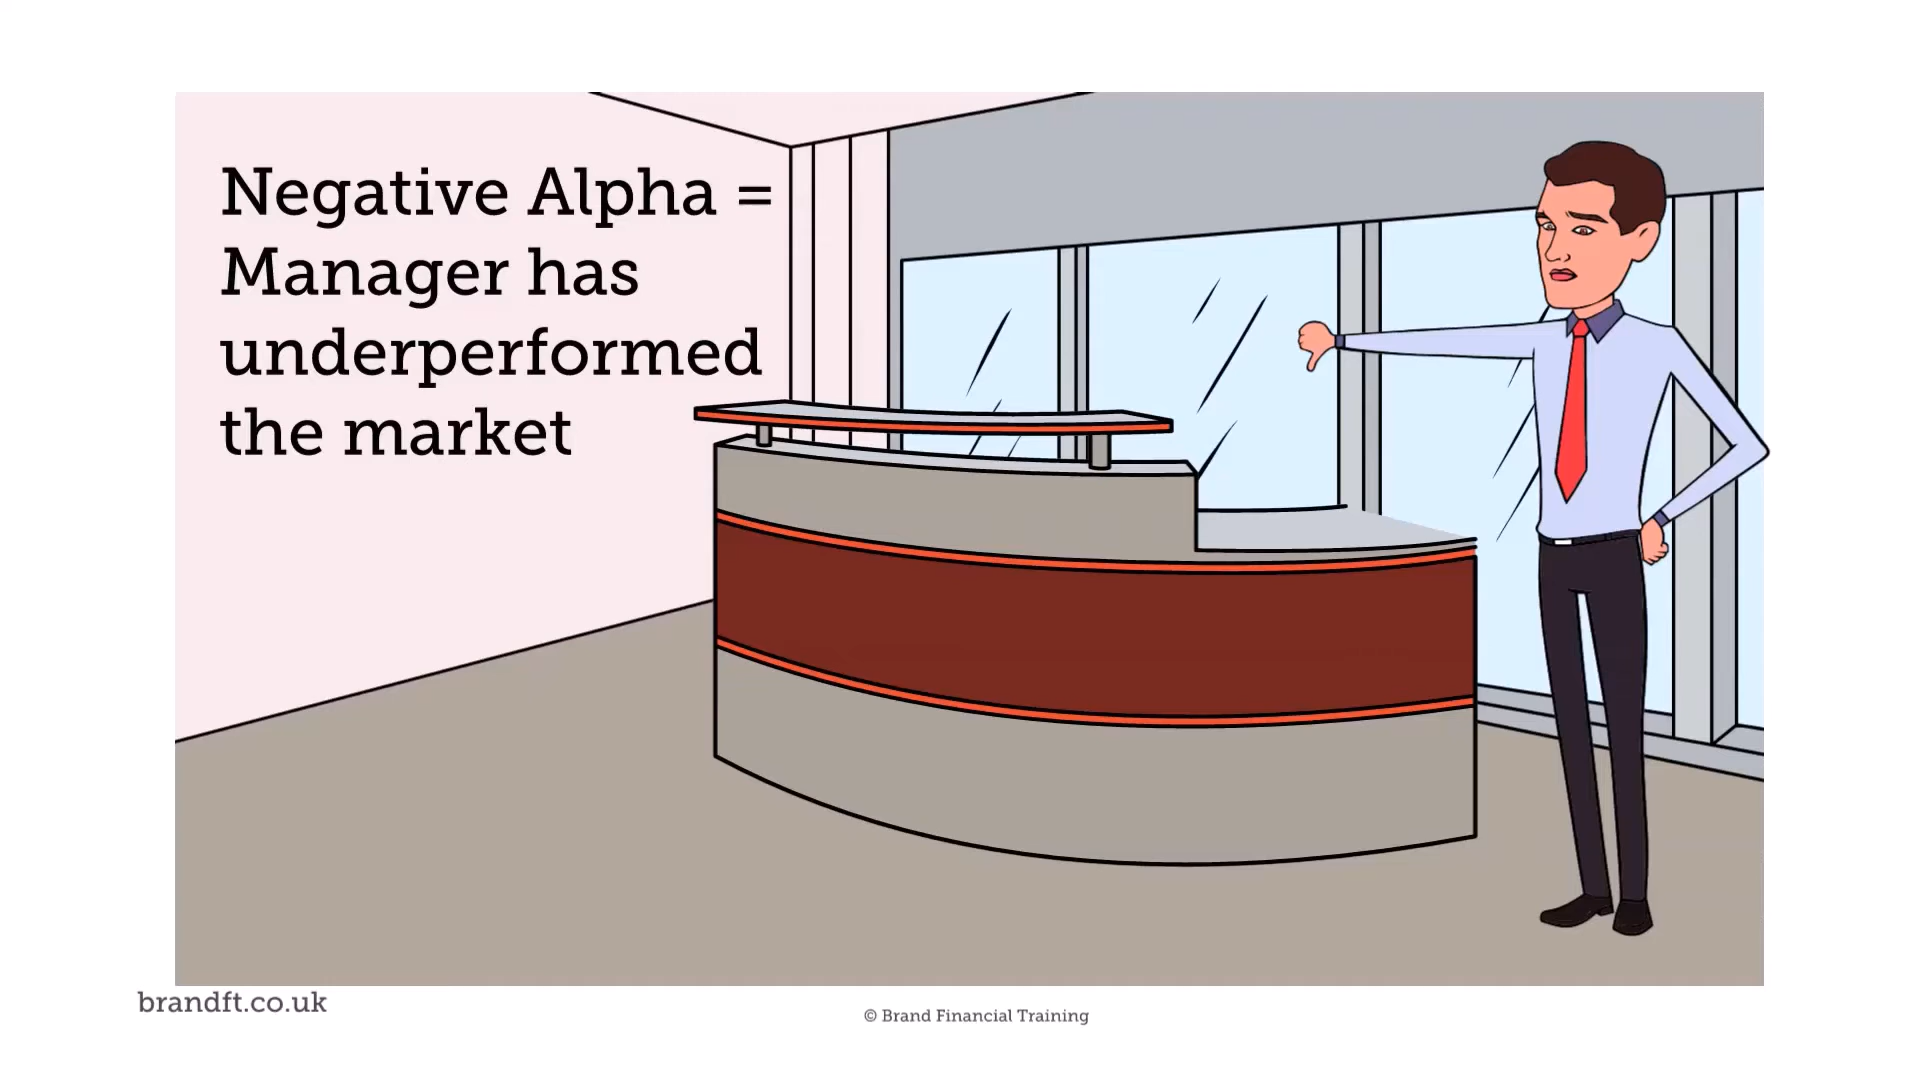 Negative Alpha =
Manager has
underperformed
the market
brandft.co.uk
© Brand Financial Training